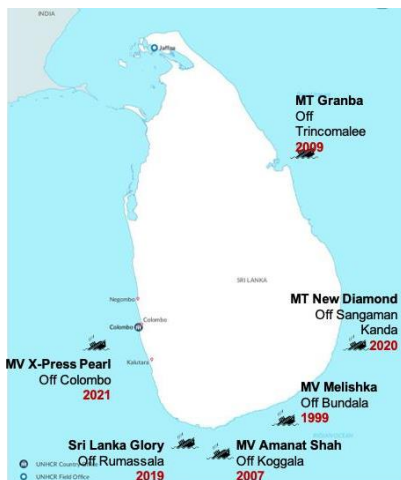 INDIA
Jaffna
MT Granba
Off
Trincomalee
2009
SRI LANKA
Negombo
Colombo
Colombo
MT New Diamond
Off Sangaman
Kanda
2020
MV X-Press Pearl
Off Colombo
2021
Kalutara
MV Melishka
Off Bundala
1999
Sri Lanka Glory
Off Rumassala
2019
MV Amanat Shah
Off Koggala
2007
UNHCR Country
UNHCR Field Office